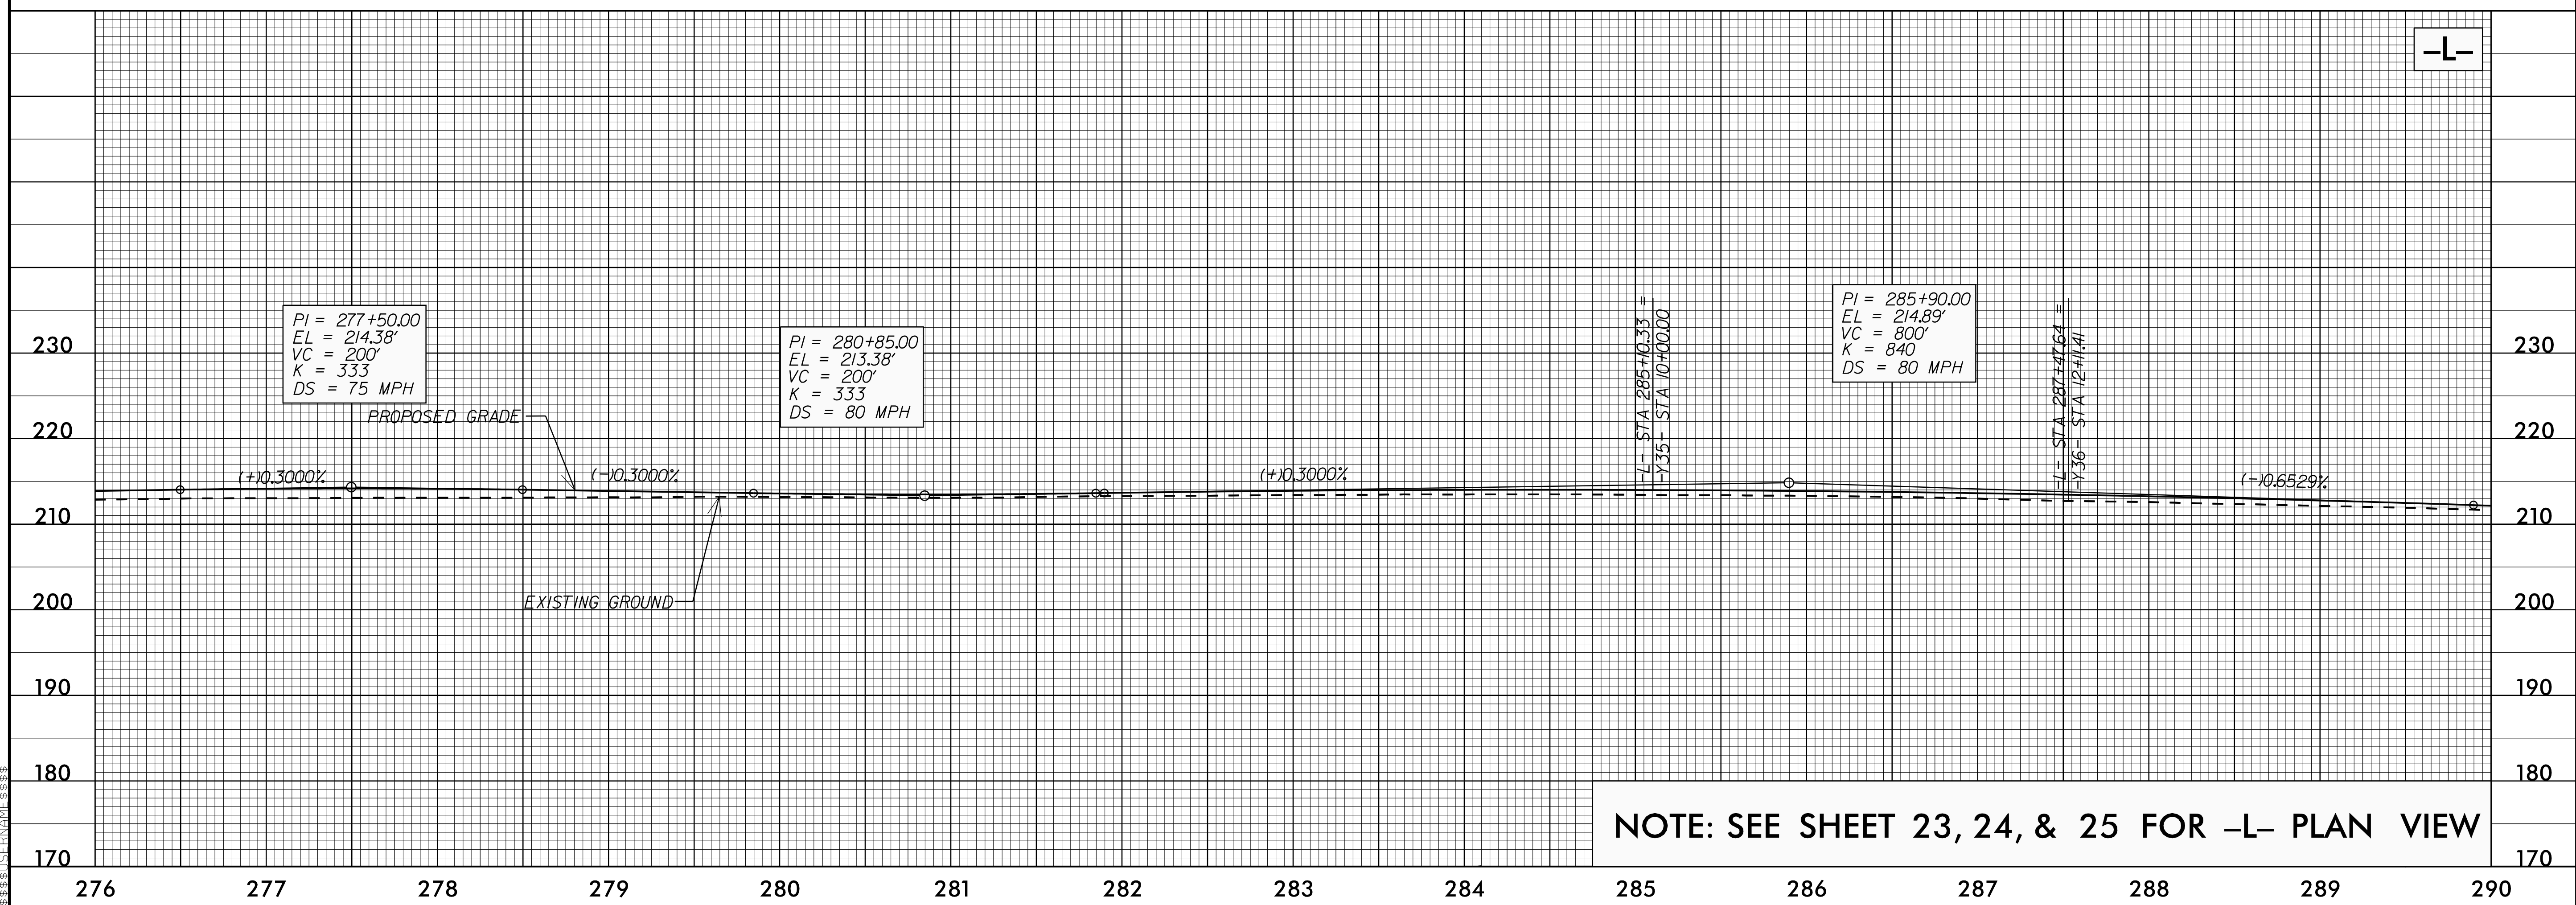 –L–
PI = 277+50.00
EL = 214.38'
VC = 200'
K = 333
DS = 75 MPH
PI = 280+85.00
EL = 213.38'
VC = 200'
K = 333
DS = 80 MPH
PI = 285+90.00
EL = 214.89'
VC = 800'
K = 840
DS = 80 MPH
-L- STA 285+10.33 =
-Y35- STA 10+00.00
-L- STA 287+47.64 =
-Y36- STA 12+11.41
PROPOSED GRADE
(+)0.3000%
(-)0.3000%
(+)0.3000%
(-)0.6529%
EXISTING GROUND
230
220
210
200
190
180
170
230
220
210
200
190
180
170
NOTE: SEE SHEET 23, 24, & 25 FOR –L– PLAN VIEW
276 277 278 279 280 281 282 283 284 285 286 287 288 289 290
$$$$USERNAME$$$$